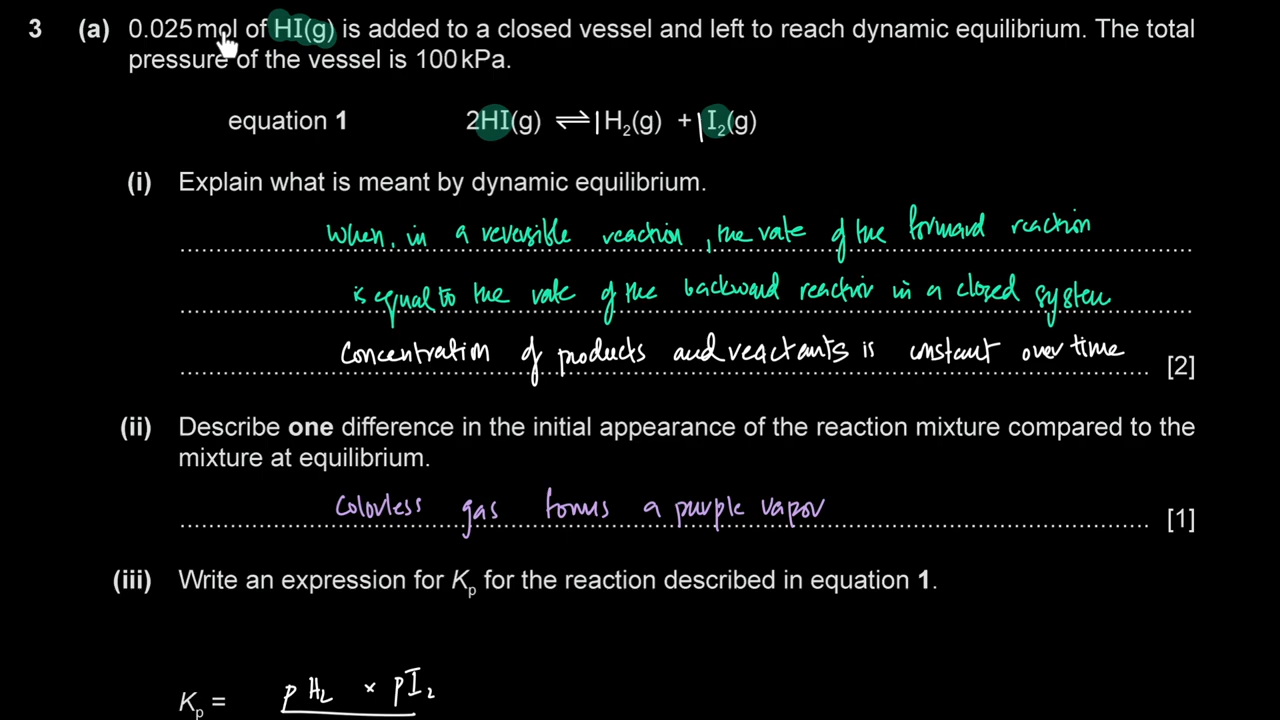 3 (a) 0.025 mol of HI(g) is added to a closed vessel and left to reach dynamic equilibrium. The total
pressure of the vessel is 100 kPa.
equation 1 2HI(g) ⇌ |H₂(g) + |I₂(g)
(i) Explain what is meant by dynamic equilibrium.
When, in a reversible reaction, the rate of the forward reaction
is equal to the rate of the backward reaction in a closed system
Concentration of products and reactants is constant over time
[2]
(ii) Describe one difference in the initial appearance of the reaction mixture compared to the
mixture at equilibrium.
Colorless gas forms a purple vapor
[1]
(iii) Write an expression for Kₚ for the reaction described in equation 1.
Kₚ = pH₂ × pI₂